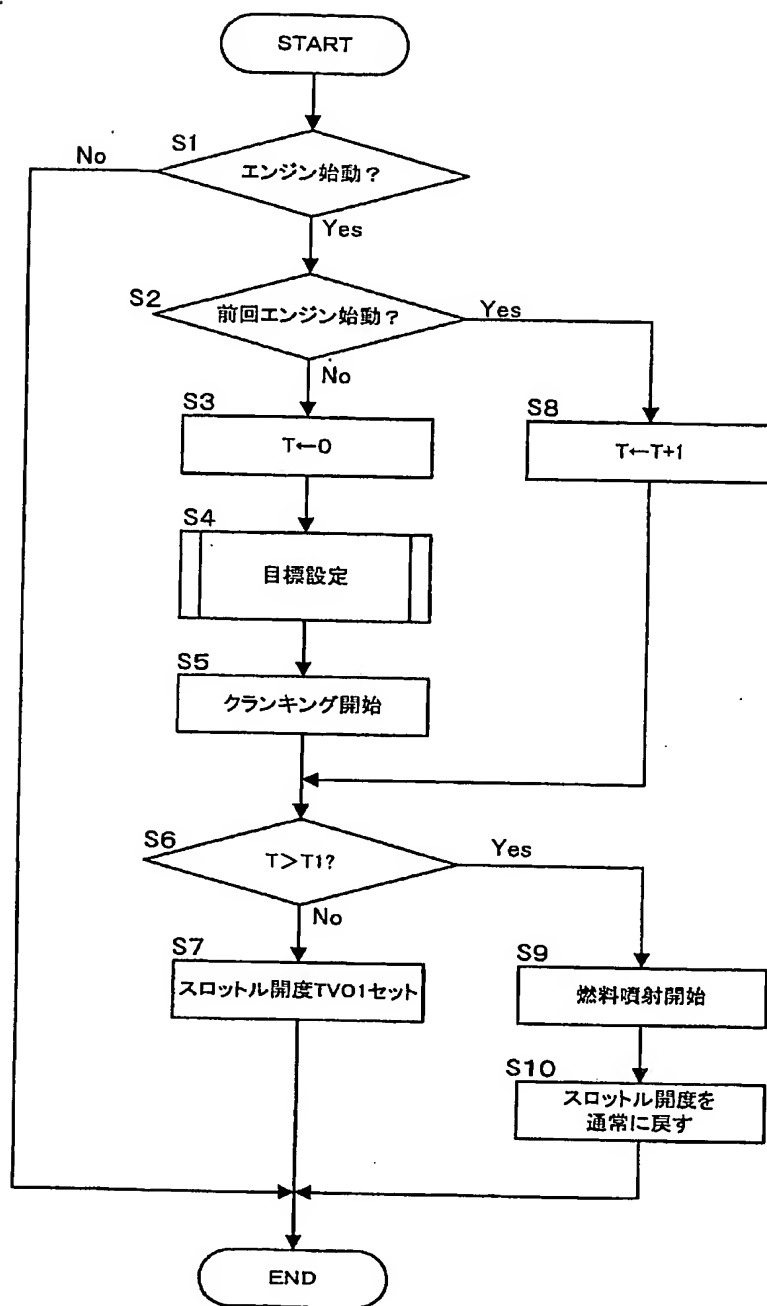 START
S1
No
エンジン始動?
Yes
S2
前回エンジン始動?
Yes
No
S3
T←0
S8
T←T+1
S4
目標設定
S5
クランキング開始
S6
T>T1?
Yes
No
S7
スロットル開度TVO1セット
S9
燃料噴射開始
S10
スロットル開度を
通常に戻す
END